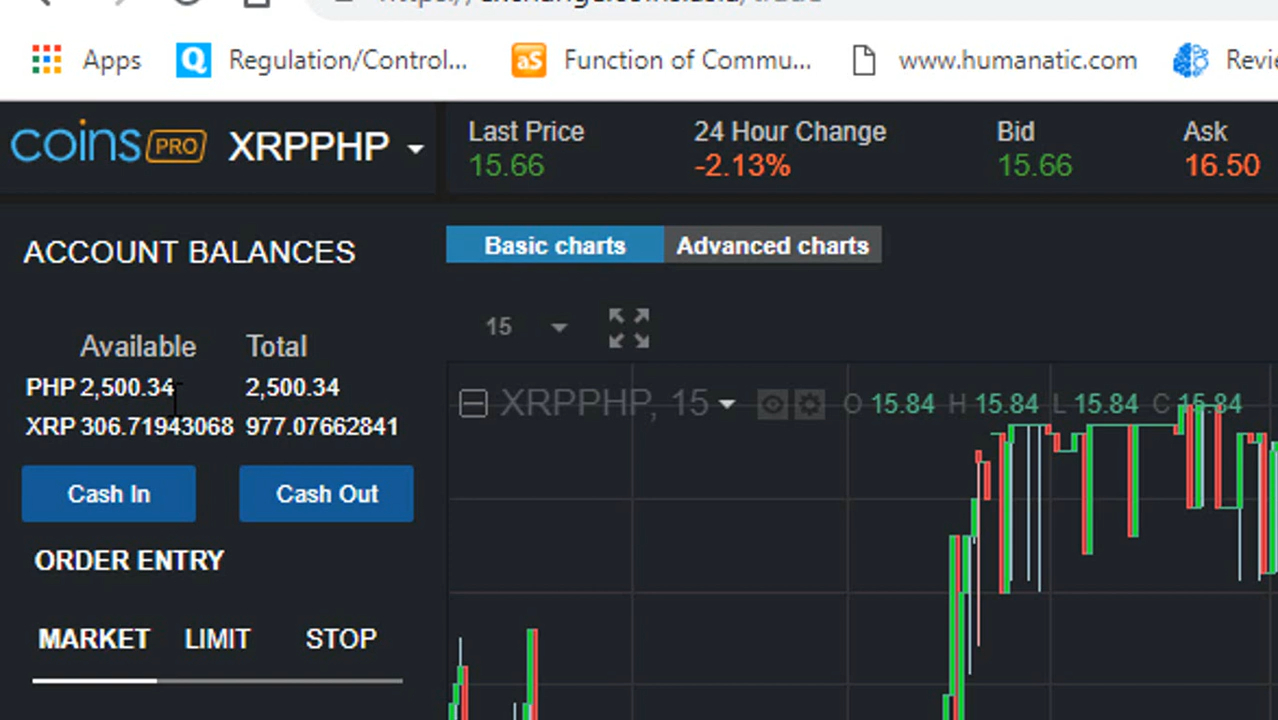 Apps Regulation/Control... Function of Commu... www.humanatic.com
coins PRO XRPPHP
Last Price 24 Hour Change Bid Ask
15.66 -2.13% 15.66 16.50
ACCOUNT BALANCES
Basic charts Advanced charts
15
Available Total
PHP 2,500.34 2,500.34
XRP 306.71943068 977.07662841
XRPPHP, 15 O 15.84 H 15.84 L 15.84 C 15.84
Cash In Cash Out
ORDER ENTRY
MARKET LIMIT STOP